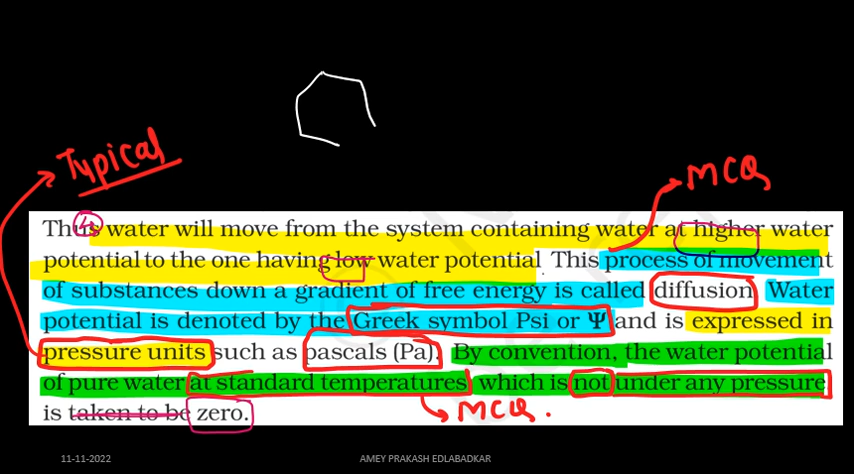 Typical
MCQ
4
Thus water will move from the system containing water at higher water
potential to the one having low water potential. This process of movement
of substances down a gradient of free energy is called diffusion. Water
potential is denoted by the Greek symbol Psi or Ψ and is expressed in
pressure units such as pascals (Pa). By convention, the water potential
of pure water at standard temperatures, which is not under any pressure,
is taken to be zero.
MCQ.
11-11-2022
AMEY PRAKASH EDLABADKAR